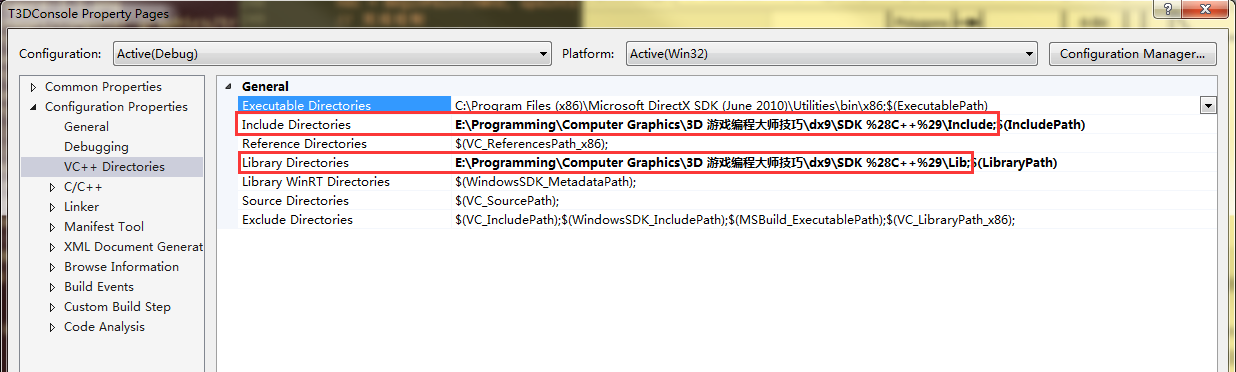 T3DConsole Property Pages
?
Configuration: Active(Debug) Platform: Active(Win32) Configuration Manager...
Common Properties
Configuration Properties
General
Debugging
VC++ Directories
C/C++
Linker
Manifest Tool
XML Document Generat
Browse Information
Build Events
Custom Build Step
Code Analysis
General
Executable Directories C:\Program Files (x86)\Microsoft DirectX SDK (June 2010)\Utilities\bin\x86;$(ExecutablePath)
Include Directories E:\Programming\Computer Graphics\3D 游戏编程大师技巧\dx9\SDK %28C++%29\Include;$(IncludePath)
Reference Directories $(VC_ReferencesPath_x86);
Library Directories E:\Programming\Computer Graphics\3D 游戏编程大师技巧\dx9\SDK %28C++%29\Lib;$(LibraryPath)
Library WinRT Directories $(WindowsSDK_MetadataPath);
Source Directories $(VC_SourcePath);
Exclude Directories $(VC_IncludePath);$(WindowsSDK_IncludePath);$(MSBuild_ExecutablePath);$(VC_LibraryPath_x86);